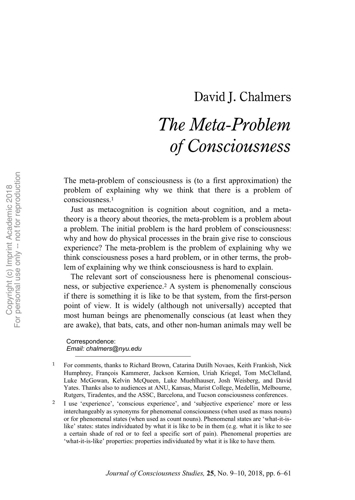 Copyright (c) Imprint Academic 2018
For personal use only -- not for reproduction
David J. Chalmers
The Meta-Problem
of Consciousness
The meta-problem of consciousness is (to a first approximation) the
problem of explaining why we think that there is a problem of
consciousness.1
Just as metacognition is cognition about cognition, and a meta-
theory is a theory about theories, the meta-problem is a problem about
a problem. The initial problem is the hard problem of consciousness:
why and how do physical processes in the brain give rise to conscious
experience? The meta-problem is the problem of explaining why we
think consciousness poses a hard problem, or in other terms, the prob-
lem of explaining why we think consciousness is hard to explain.
The relevant sort of consciousness here is phenomenal conscious-
ness, or subjective experience.2 A system is phenomenally conscious
if there is something it is like to be that system, from the first-person
point of view. It is widely (although not universally) accepted that
most human beings are phenomenally conscious (at least when they
are awake), that bats, cats, and other non-human animals may well be
Correspondence:
Email: chalmers@nyu.edu
1 For comments, thanks to Richard Brown, Catarina Dutilh Novaes, Keith Frankish, Nick
Humphrey, François Kammerer, Jackson Kernion, Uriah Kriegel, Tom McClelland,
Luke McGowan, Kelvin McQueen, Luke Muehlhauser, Josh Weisberg, and David
Yates. Thanks also to audiences at ANU, Kansas, Marist College, Medellin, Melbourne,
Rutgers, Tiradentes, and the ASSC, Barcelona, and Tucson consciousness conferences.
2 I use 'experience', 'conscious experience', and 'subjective experience' more or less
interchangeably as synonyms for phenomenal consciousness (when used as mass nouns)
or for phenomenal states (when used as count nouns). Phenomenal states are 'what-it-is-
like' states: states individuated by what it is like to be in them (e.g. what it is like to see
a certain shade of red or to feel a specific sort of pain). Phenomenal properties are
'what-it-is-like' properties: properties individuated by what it is like to have them.
Journal of Consciousness Studies, 25, No. 9–10, 2018, pp. 6–61